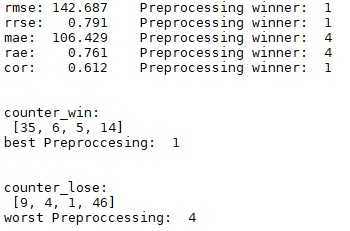 rmse: 142.687 Preprocessing winner: 1
rrse: 0.791 Preprocessing winner: 1
mae: 106.429 Preprocessing winner: 4
rae: 0.761 Preprocessing winner: 4
cor: 0.612 Preprocessing winner: 1
counter_win:
[35, 6, 5, 14]
best Preproccesing: 1
counter_lose:
[9, 4, 1, 46]
worst Preproccessing: 4